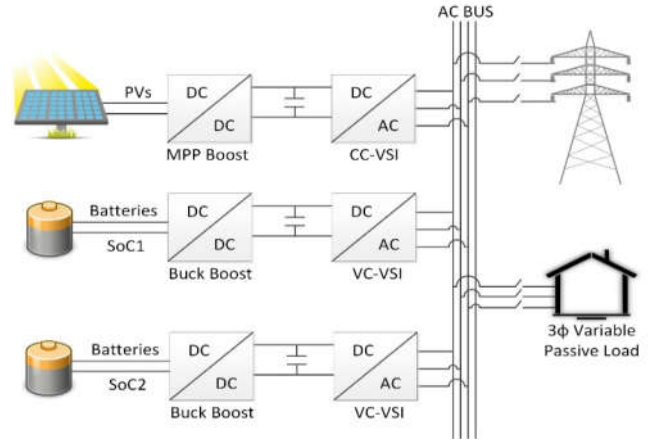 AC BUS
PVs
DC
DC
MPP Boost
DC
AC
CC-VSI
Batteries
SoC1
DC
DC
Buck Boost
DC
AC
VC-VSI
3ϕ Variable
Passive Load
Batteries
SoC2
DC
DC
Buck Boost
DC
AC
VC-VSI